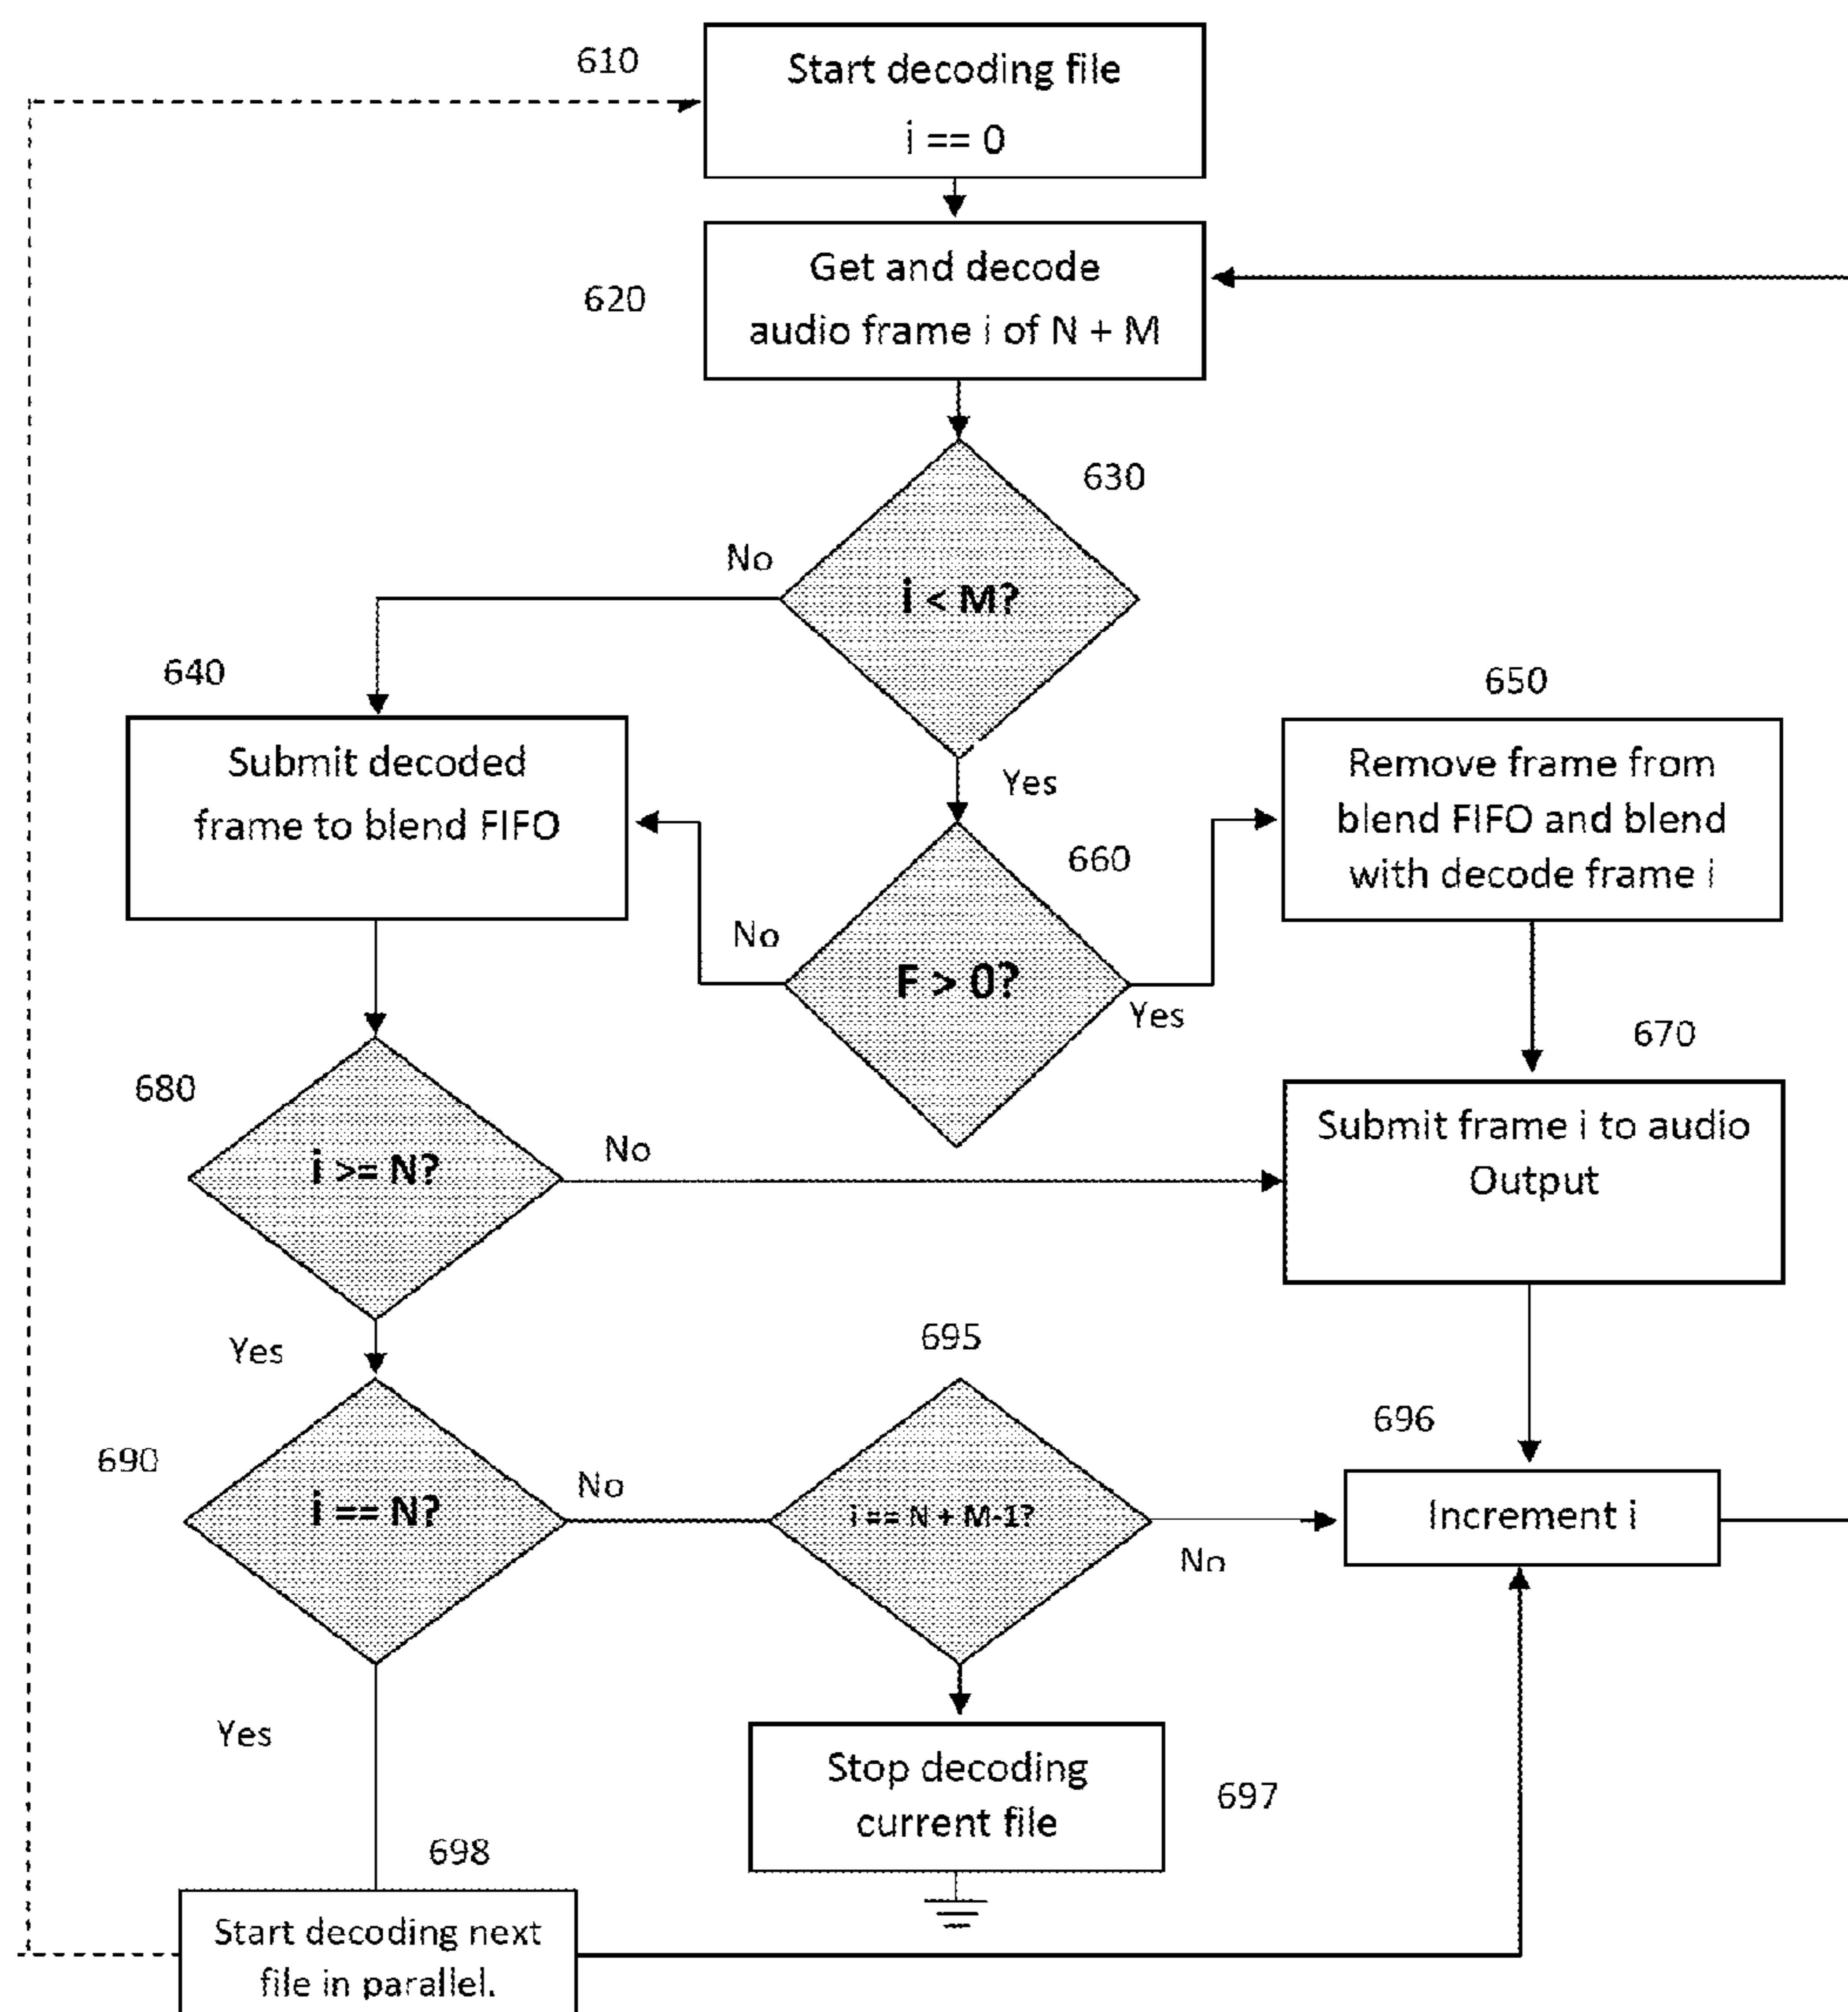 610
Start decoding file
i == 0
Get and decode
audio frame i of N + M
620
630
No
i < M?
640
Yes
650
Submit decoded
frame to blend FIFO
Remove frame from
blend FIFO and blend
with decode frame i
660
No
F > 0?
Yes
670
680
No
i >= N?
Submit frame i to audio
Output
Yes
695
696
690
No
i == N?
i == N + M-1?
No
Increment i
Yes
Stop decoding
current file
697
698
Start decoding next
file in parallel.